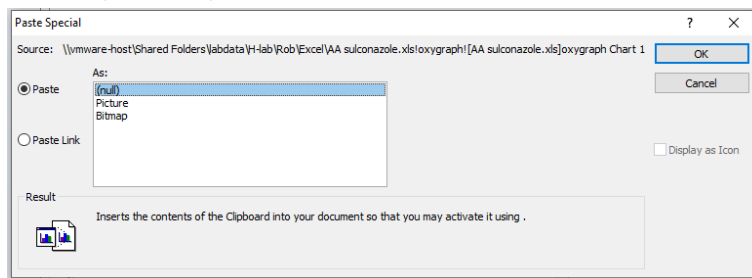 Paste Special ? ×
Source: \\vmware-host\Shared Folders\labdata\H-lab\Rob\Excel\AA sulconazole.xls!oxygraph![AA sulconazole.xls]oxygraph Chart 1
OK
As:
Paste
(null)
Cancel
Picture
Bitmap
Paste Link
Display as Icon
Result
Inserts the contents of the Clipboard into your document so that you may activate it using .